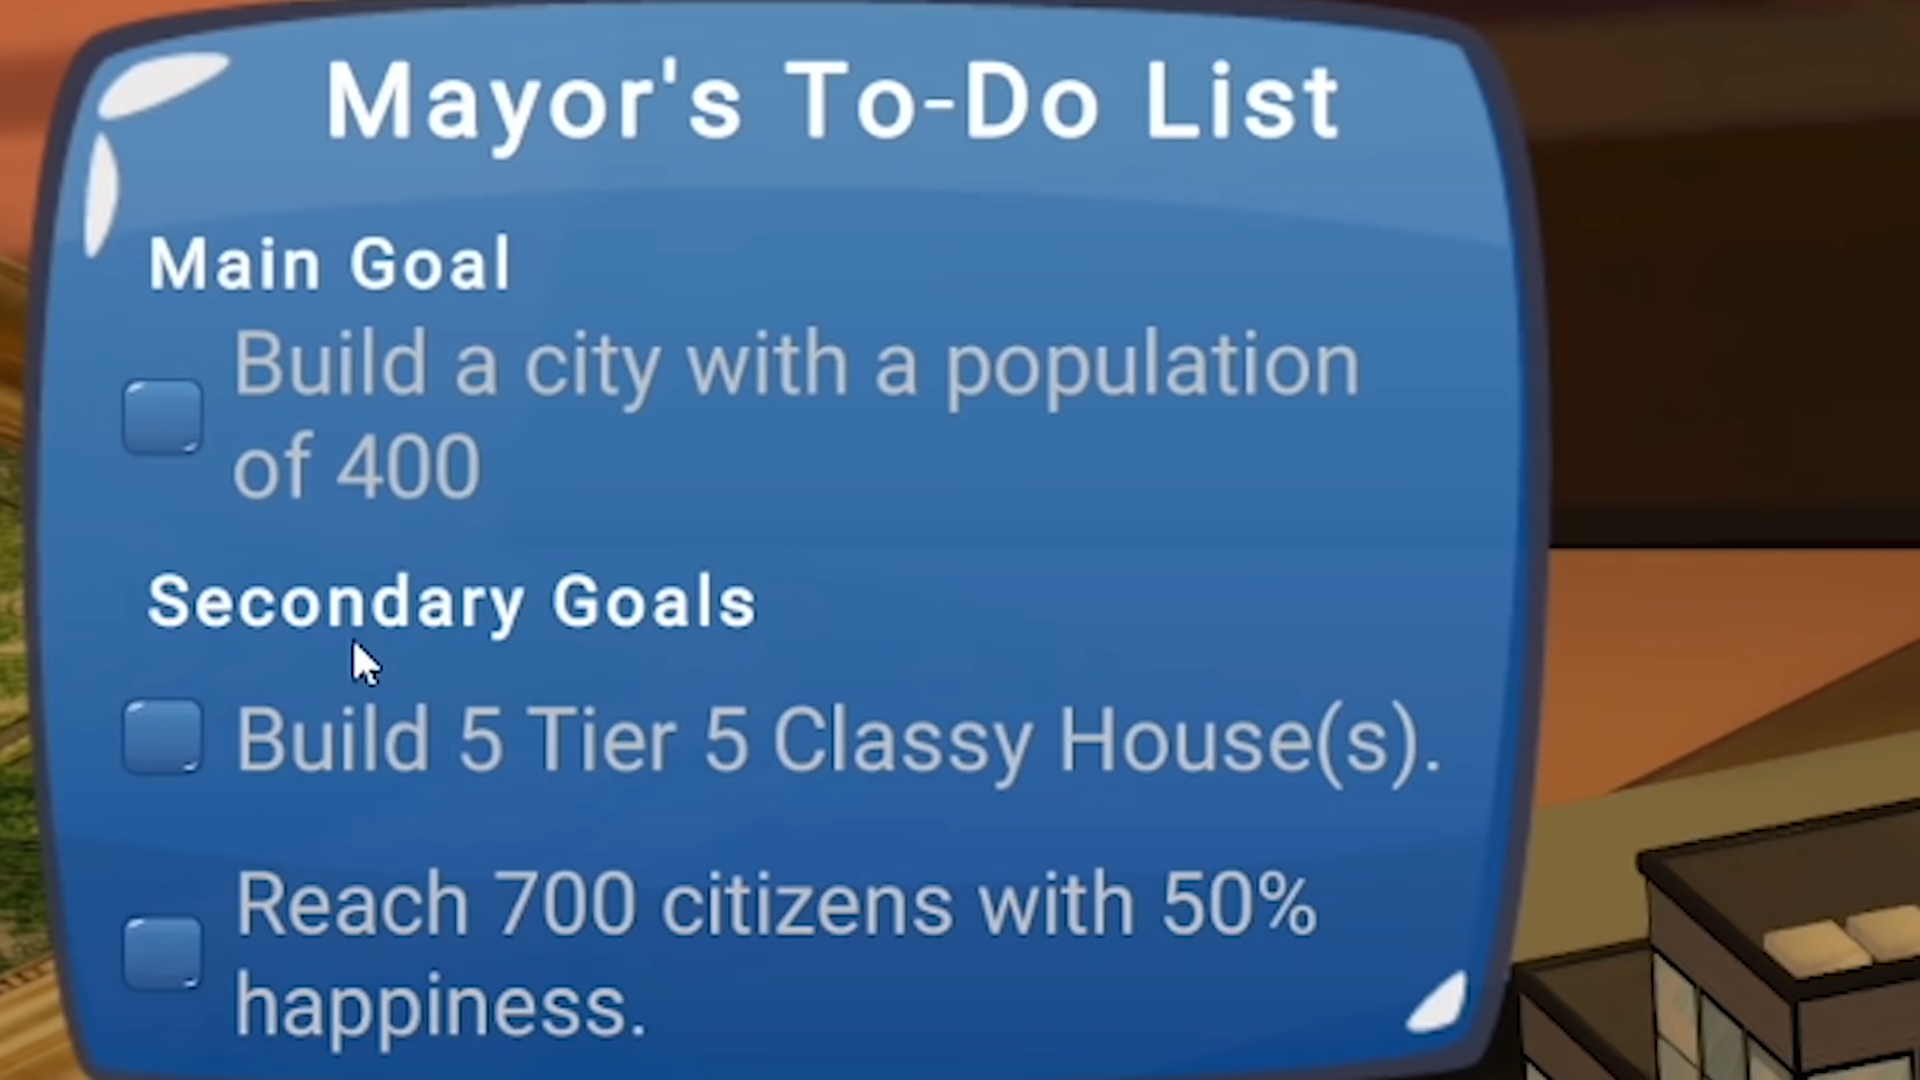 Mayor's To-Do List
Main Goal
Build a city with a population
of 400
Secondary Goals
Build 5 Tier 5 Classy House(s).
Reach 700 citizens with 50%
happiness.